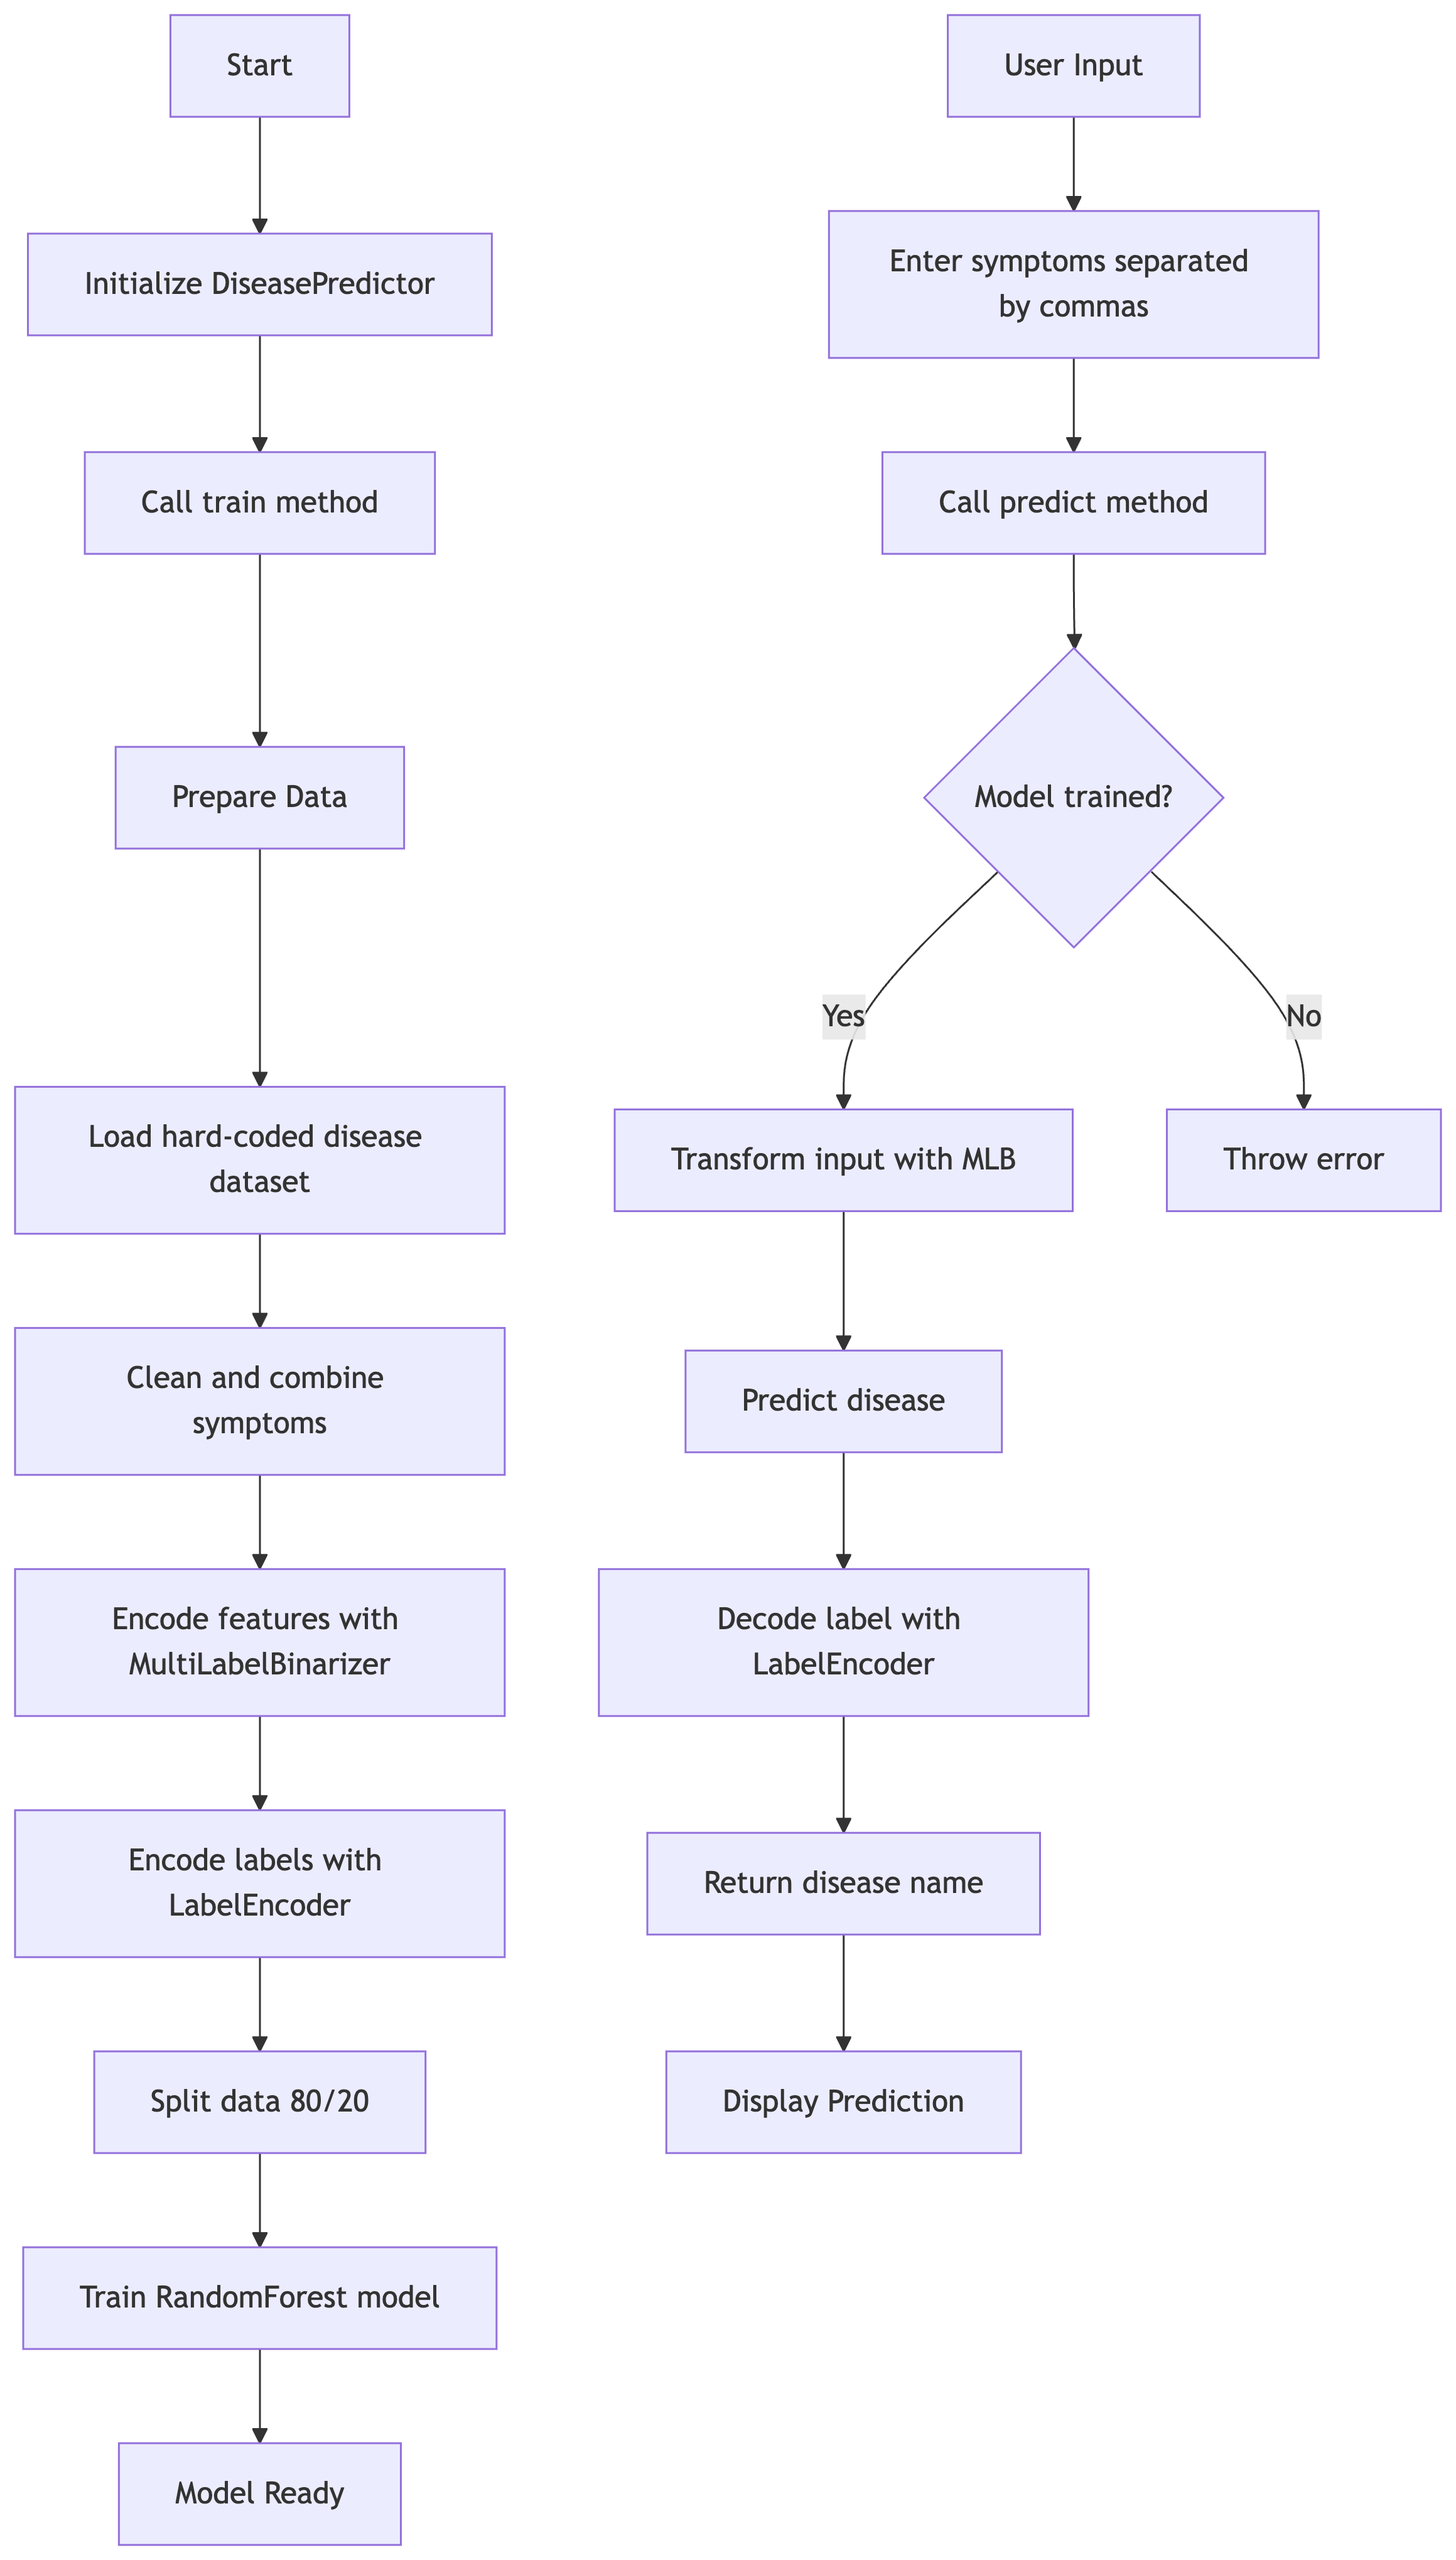 Start
Initialize DiseasePredictor
Call train method
Prepare Data
Load hard-coded disease
dataset
Clean and combine
symptoms
Encode features with
MultiLabelBinarizer
Encode labels with
LabelEncoder
Split data 80/20
Train RandomForest model
Model Ready
User Input
Enter symptoms separated
by commas
Call predict method
Model trained?
Yes
No
Transform input with MLB
Throw error
Predict disease
Decode label with
LabelEncoder
Return disease name
Display Prediction